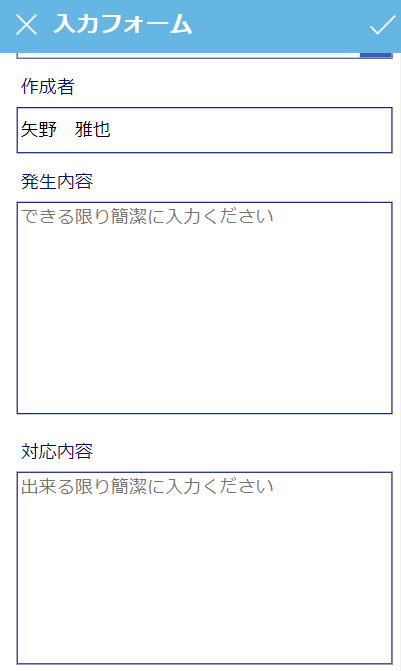 入力フォーム
作成者
矢野　雅也
発生内容
できる限り簡潔に入力ください
対応内容
出来る限り簡潔に入力ください